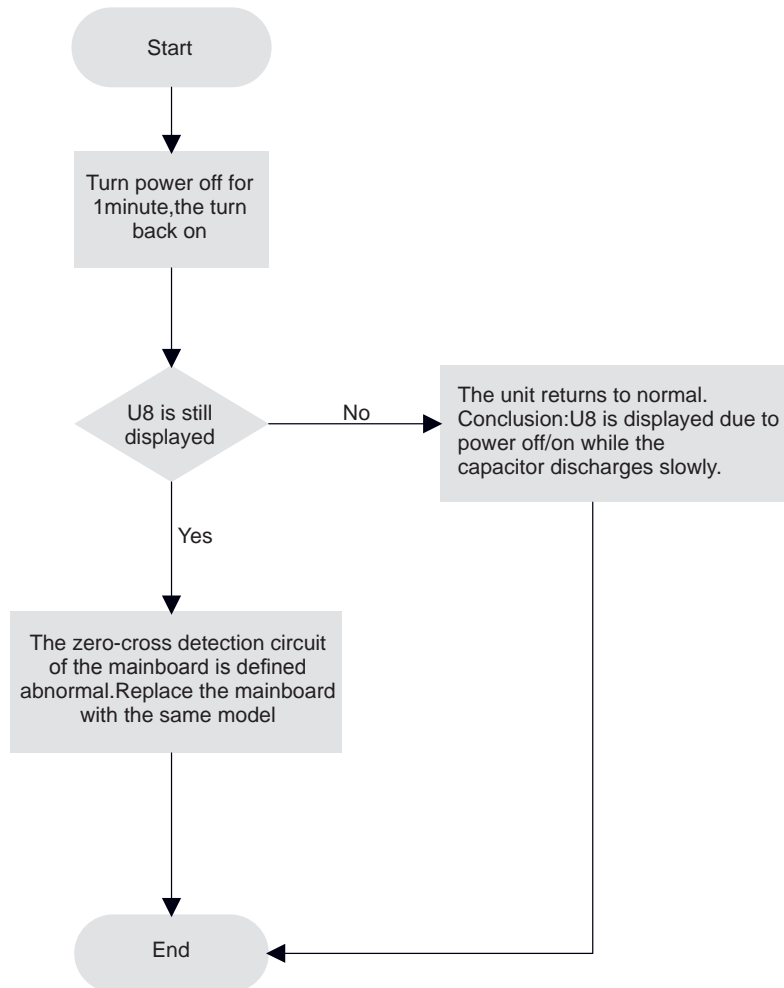 Start
Turn power off for
1minute,the turn
back on
U8 is still
displayed
No
The unit returns to normal.
Conclusion:U8 is displayed due to
power off/on while the
capacitor discharges slowly.
Yes
The zero-cross detection circuit
of the mainboard is defined
abnormal.Replace the mainboard
with the same model
End